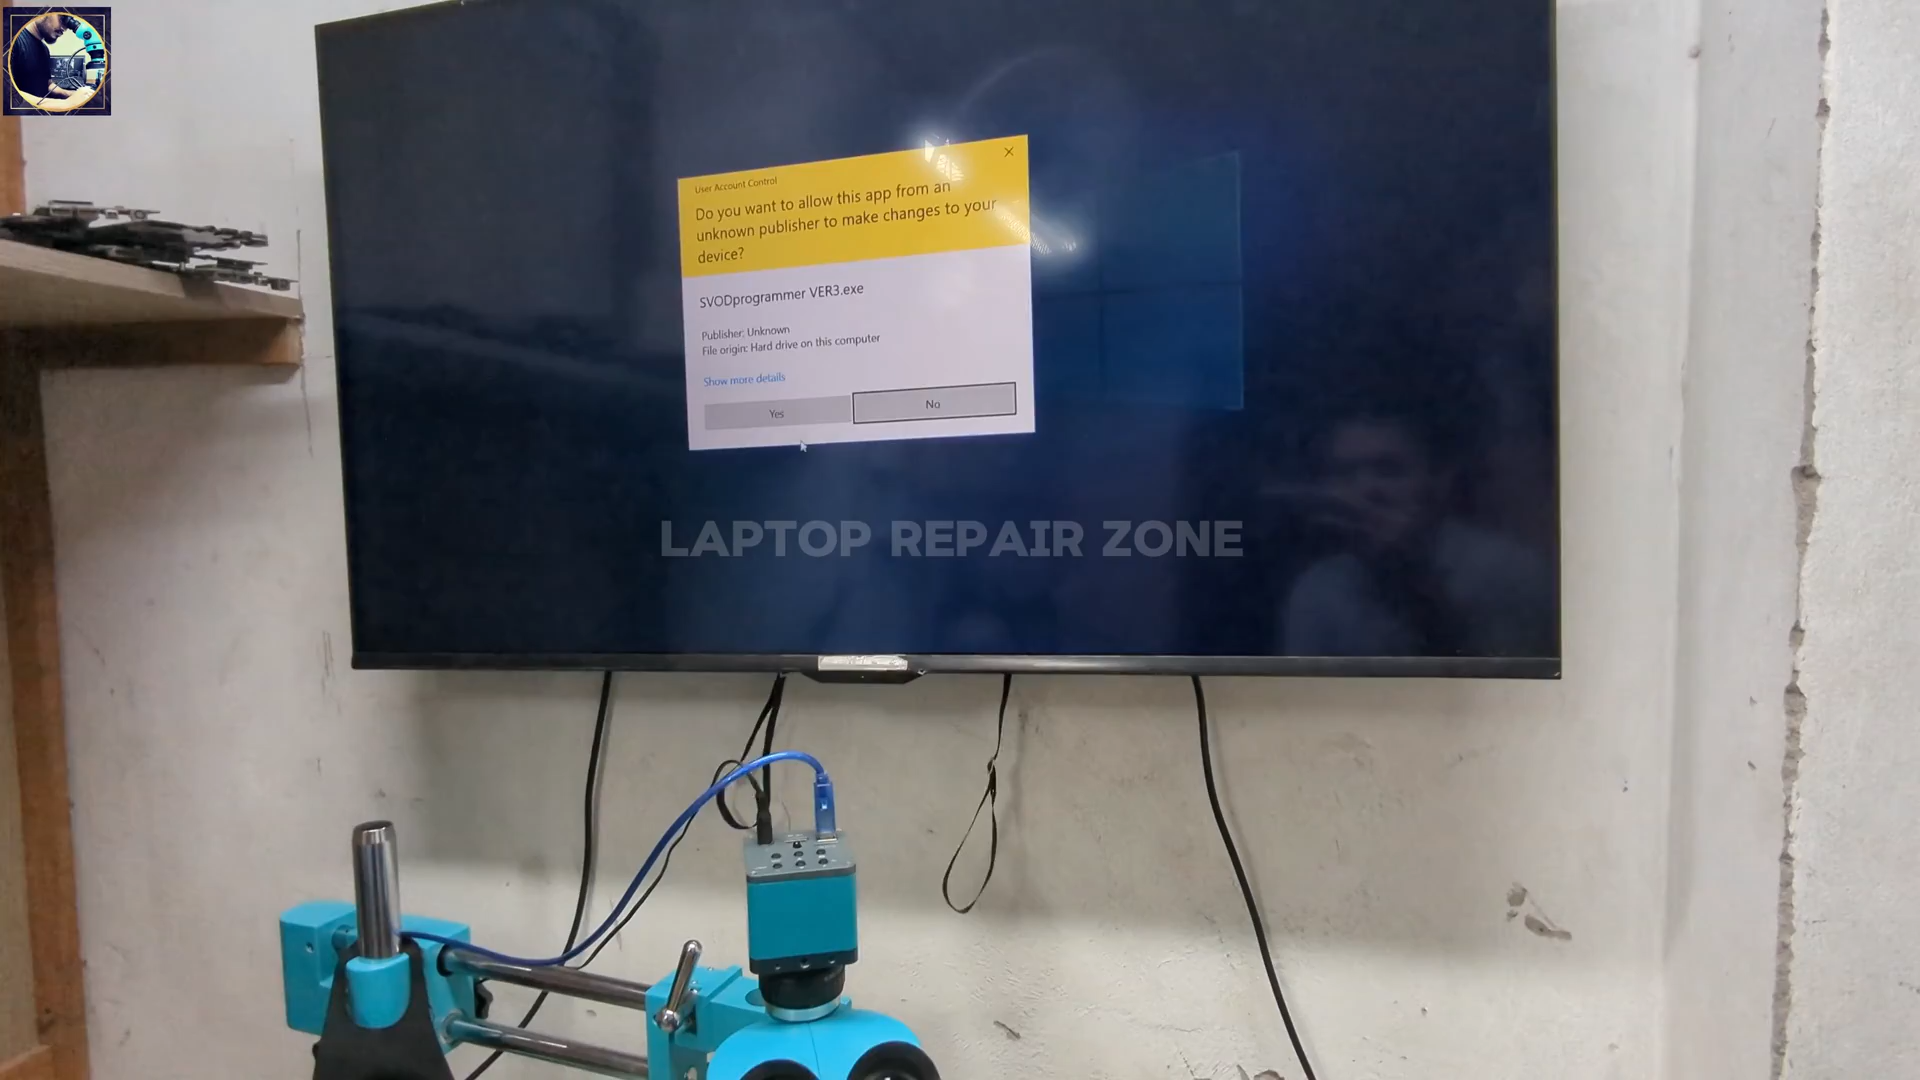 User Account Control
Do you want to allow this app from an
unknown publisher to make changes to your
device?
SVODprogrammer VER3.exe
Publisher: Unknown
File origin: Hard drive on this computer
Show more details
Yes
No
LAPTOP REPAIR ZONE